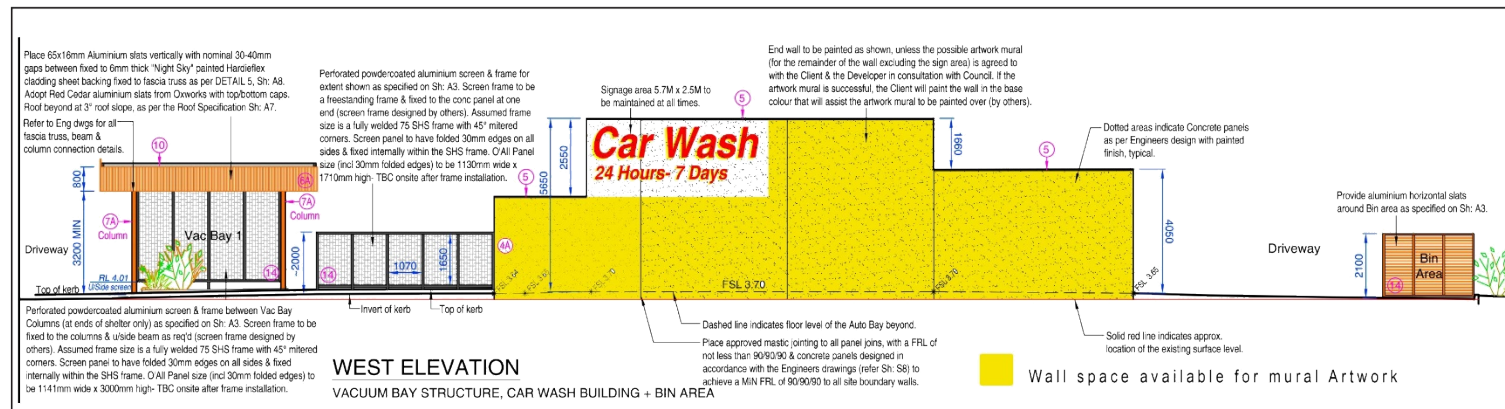 Place 65x16mm Aluminium slats vertically with nominal 30-40mm
gaps between fixed to 6mm thick "Night Sky" painted Hardieflex
cladding sheet backing fixed to fascia truss as per DETAIL 5, Sh: A8.
Adopt Red Cedar aluminium slats from Oxworks with top/bottom caps.
Roof beyond at 3° roof slope, as per the Roof Specification Sh: A7.
Refer to Eng dwgs for all
fascia truss, beam &
column connection details.
10
800
6A
7A
Column
7A
Column
3200 MIN
Vac Bay 1
Driveway
RL 4.01
U/Side screen
14
Top of kerb
Perforated powdercoated aluminium screen & frame between Vac Bay
Columns (at ends of shelter only) as specified on Sh: A3. Screen frame to be
fixed to the columns & u/side beam as req'd (screen frame designed by
others). Assumed frame size is a fully welded 75 SHS frame with 45° mitered
corners. Screen panel to have folded 30mm edges on all sides & fixed
internally within the SHS frame. O'All Panel size (incl 30mm folded edges) to
be 1141mm wide x 3000mm high- TBC onsite after frame installation.
Perforated powdercoated aluminium screen & frame for
extent shown as specified on Sh: A3. Screen frame to be
a freestanding frame & fixed to the conc panel at one
end (screen frame designed by others). Assumed frame
size is a fully welded 75 SHS frame with 45° mitered
corners. Screen panel to have folded 30mm edges on all
sides & fixed internally within the SHS frame. O'All Panel
size (incl 30mm folded edges) to be 1130mm wide x
1710mm high- TBC onsite after frame installation.
~2000
14
1070
1650
4A
Invert of kerb
Top of kerb
5
5650
2550
Signage area 5.7M x 2.5M to
be maintained at all times.
5
Car Wash
24 Hours- 7 Days
End wall to be painted as shown, unless the possible artwork mural
(for the remainder of the wall excluding the sign area) is agreed to
with the Client & the Developer in consultation with Council. If the
artwork mural is successful, the Client will paint the wall in the base
colour that will assist the artwork mural to be painted over (by others).
1660
5
Dotted areas indicate Concrete panels
as per Engineers design with painted
finish, typical.
4050
FSL 3.64
FSL 3.70
FSL 3.70
FSL 3.70
FSL 3.65
Driveway
Provide aluminium horizontal slats
around Bin area as specified on Sh: A3.
2100
Bin
Area
14
Dashed line indicates floor level of the Auto Bay beyond.
Place approved mastic jointing to all panel joins, with a FRL of
not less than 90/90/90 & concrete panels designed in
accordance with the Engineers drawings (refer Sh: S8) to
achieve a MIN FRL of 90/90/90 to all site boundary walls.
Solid red line indicates approx.
location of the existing surface level.
WEST ELEVATION
VACUUM BAY STRUCTURE, CAR WASH BUILDING + BIN AREA
Wall space available for mural Artwork